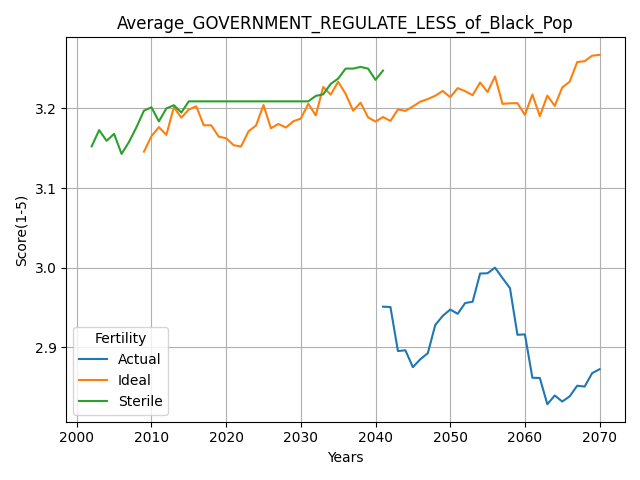 Average_GOVERNMENT_REGULATE_LESS_of_Black_Pop
Score(1-5)
3.2
3.1
3.0
2.9
Fertility
Actual
Ideal
Sterile
2000 2010 2020 2030 2040 2050 2060 2070
Years